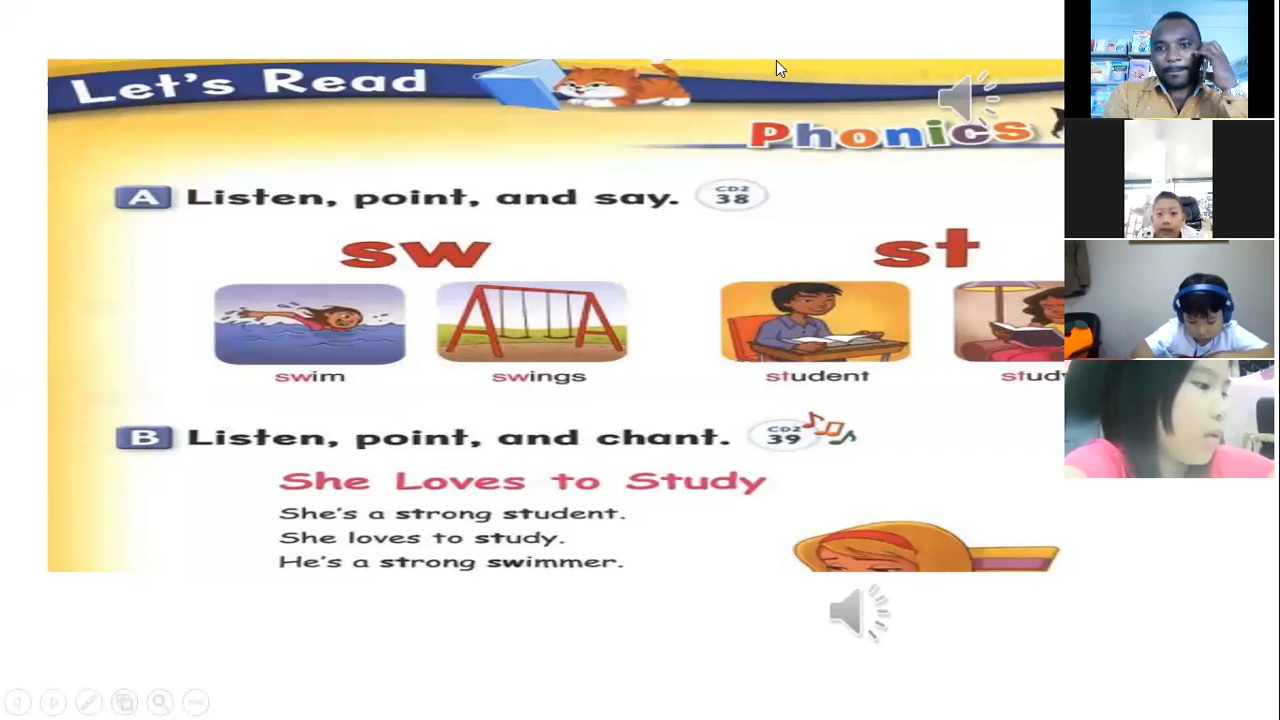 Let's Read
Phonics
A Listen, point, and say. CD2 38
sw st
swim swings student study
B Listen, point, and chant. CD2 39
She Loves to Study
She's a strong student.
She loves to study.
He's a strong swimmer.